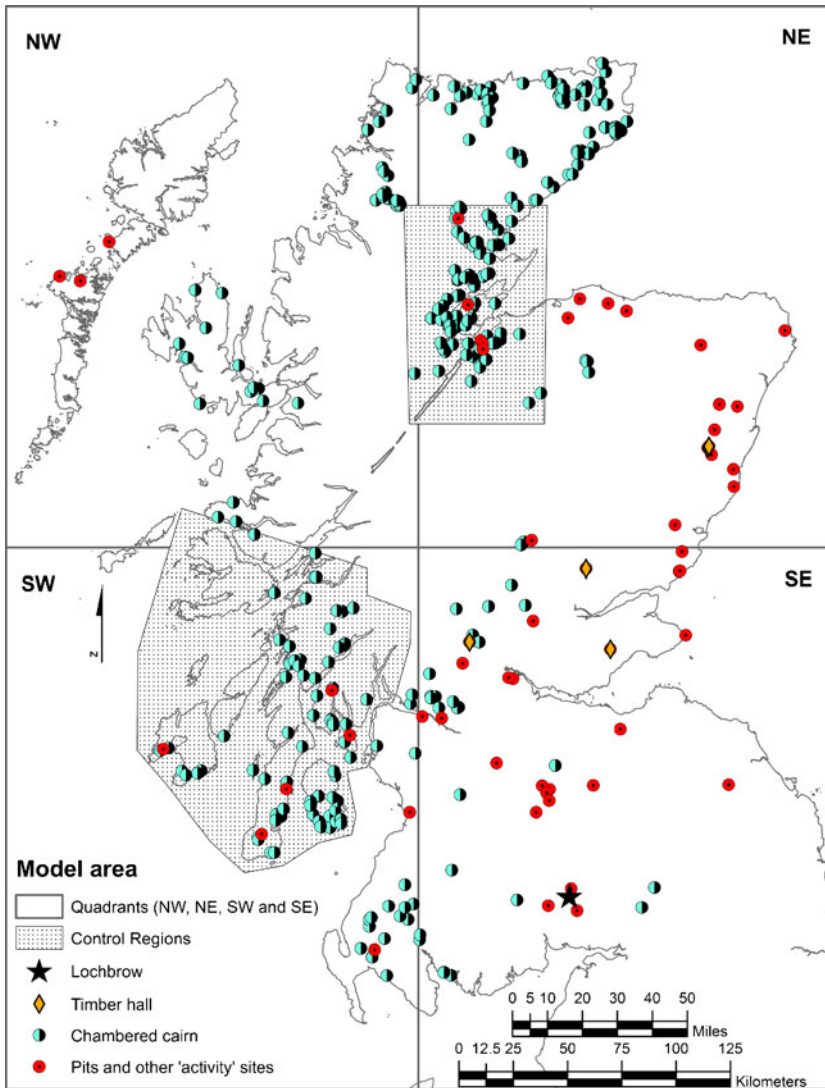 NW
NE
SW
SE
z
Model area
Quadrants (NW, NE, SW and SE)
Control Regions
Lochbrow
Timber hall
Chambered cairn
Pits and other 'activity' sites
0 5 10 20 30 40 50
Miles
0 12.5 25 50 75 100 125
Kilometers